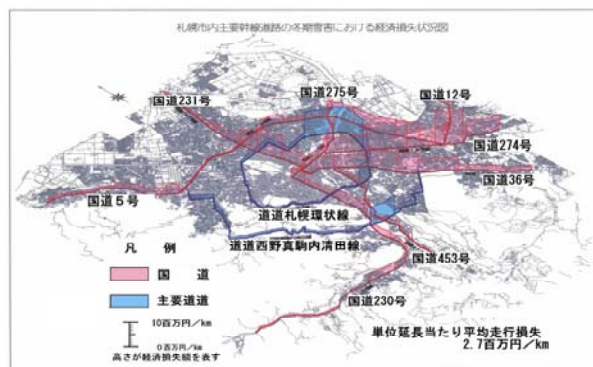 札幌市内主要幹線道路の冬期雪害における経済損失状況図
国道231号
国道275号
国道12号
国道274号
国道36号
国道5号
道道札幌環状線
道道西野真駒内清田線
国道453号
国道230号
凡 例
国 道
主要道道
10百万円/km
0百万円/km
高さが経済損失額を表す
単位延長当たり平均走行損失
2.7百万円/km